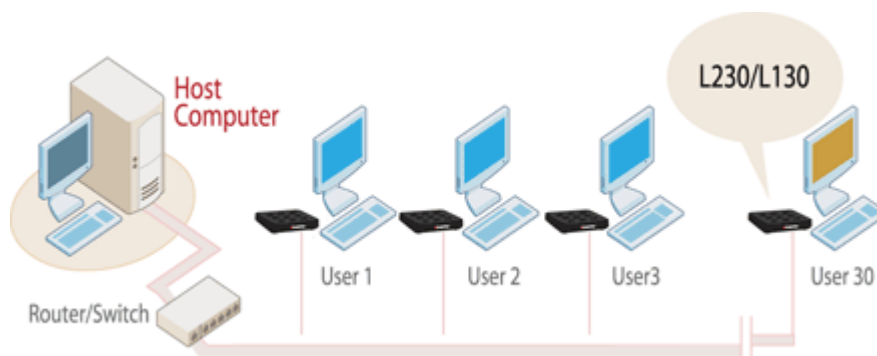 Host
Computer
L230/L130
User 1
User 2
User3
User 30
Router/Switch